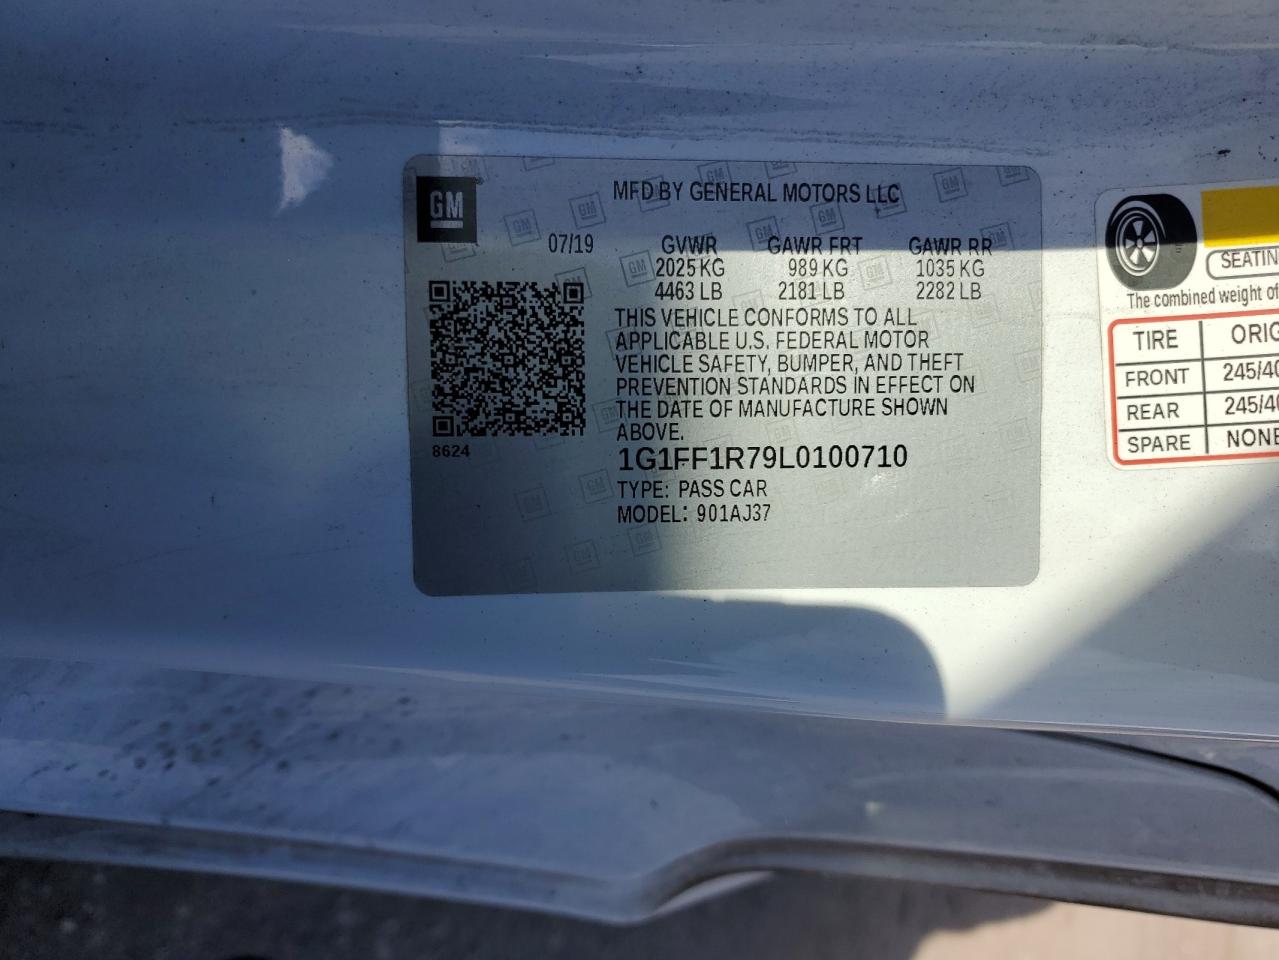 GM
MFD BY GENERAL MOTORS LLC
07/19 GVWR GAWR FRT GAWR RR
2025 KG 989 KG 1035 KG
4463 LB 2181 LB 2282 LB
THIS VEHICLE CONFORMS TO ALL
APPLICABLE U.S. FEDERAL MOTOR
VEHICLE SAFETY, BUMPER, AND THEFT
PREVENTION STANDARDS IN EFFECT ON
THE DATE OF MANUFACTURE SHOWN
ABOVE.
8624
1G1FF1R79L0100710
TYPE: PASS CAR
MODEL: 901AJ37
SEATIN
The combined weight of
TIRE ORIG
FRONT 245/40
REAR 245/40
SPARE NONE